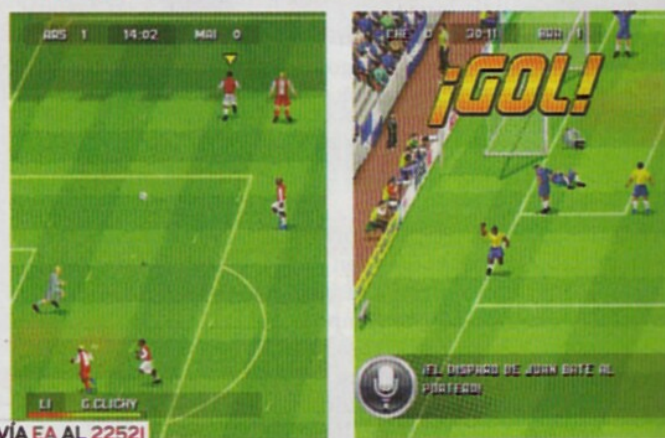 ARS 1 14:02 MAI 0
LI G.CLICHY
VÍA EA AL 22521
CHE 0 30:11 BRA 1
¡GOL!
¡EL DISPARO DE JUAN BATE AL
PORTERO!